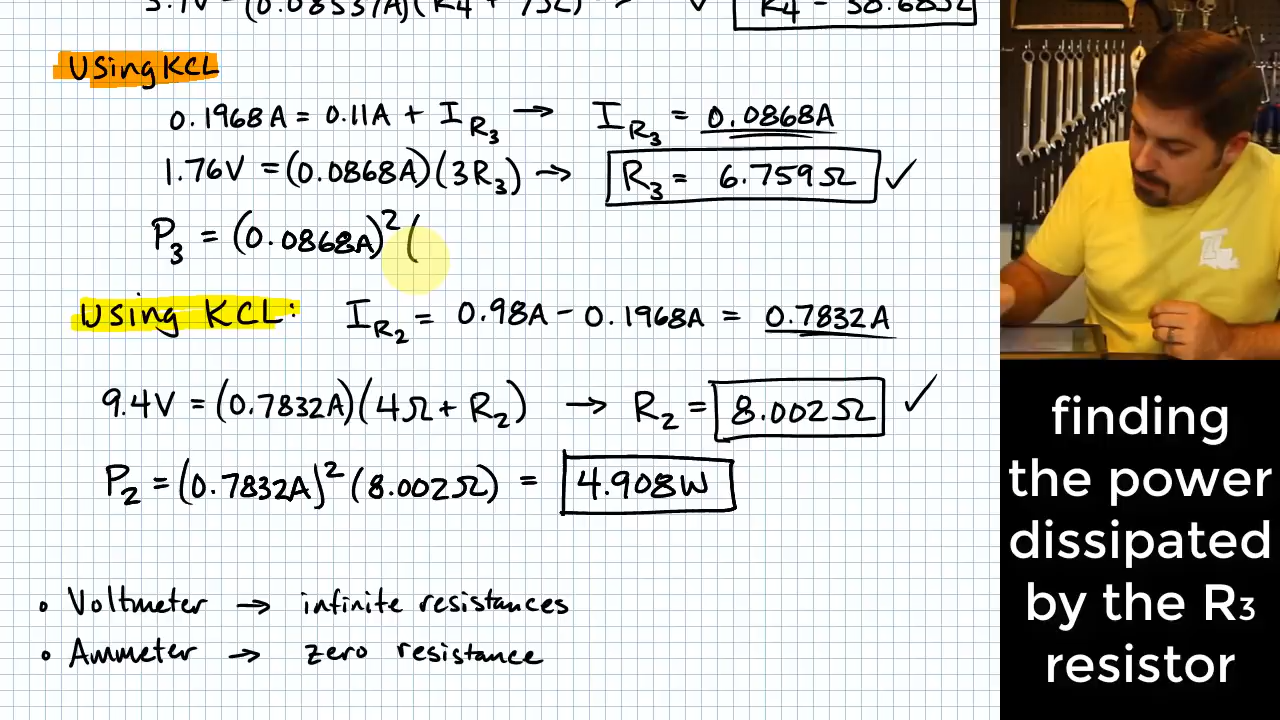 Using KCL
0.1968A = 0.11A + I_R₃ → I_R₃ = 0.0868A
1.76V = (0.0868A)(3R₃) → R₃ = 6.759Ω ✓
P₃ = (0.0868A)² (
Using KCL: I_R₂ = 0.98A - 0.1968A = 0.7832A
9.4V = (0.7832A)(4Ω + R₂) → R₂ = 8.002Ω ✓
P₂ = (0.7832A)² (8.002Ω) = 4.908W
• Voltmeter → infinite resistances
• Ammeter → zero resistance
finding
the power
dissipated
by the R₃
resistor